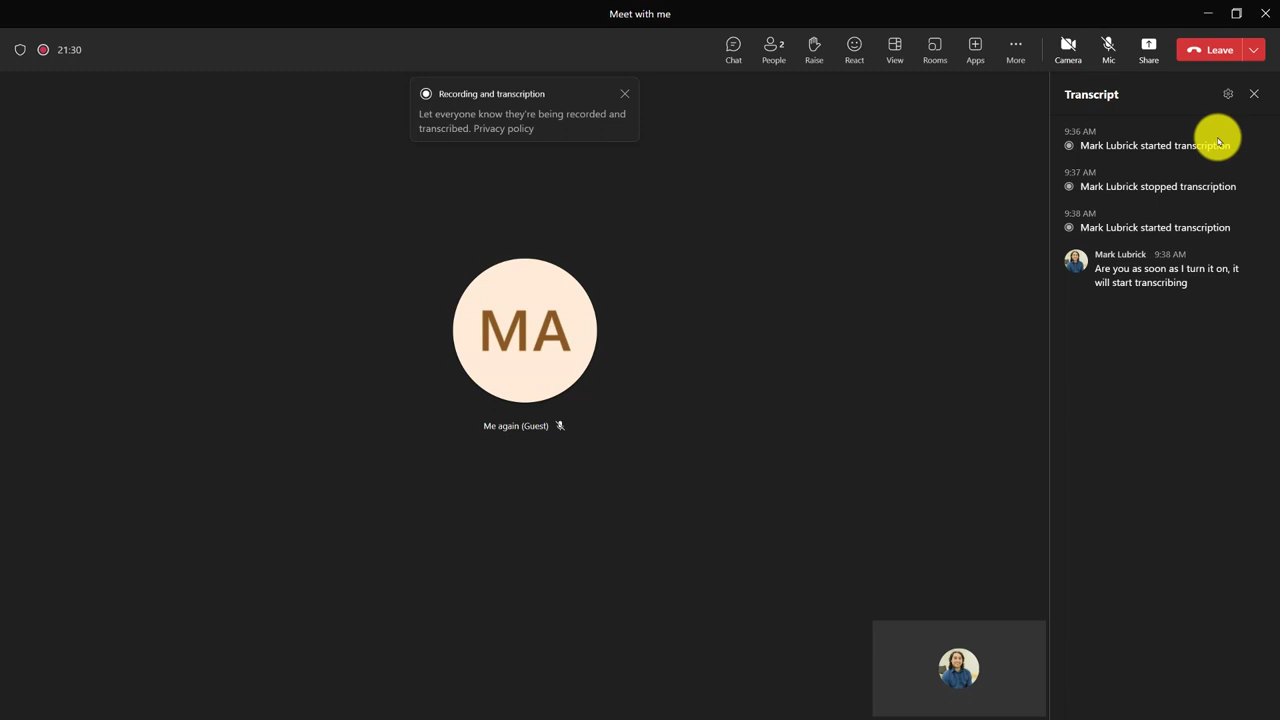 Meet with me
21:30
Chat
People 2
Raise
React
View
Rooms
Apps
More
Camera
Mic
Share
Leave
Recording and transcription
Let everyone know they're being recorded and
transcribed. Privacy policy
MA
Me again (Guest)
Transcript
9:36 AM
Mark Lubrick started transcription
9:37 AM
Mark Lubrick stopped transcription
9:38 AM
Mark Lubrick started transcription
Mark Lubrick 9:38 AM
Are you as soon as I turn it on, it
will start transcribing